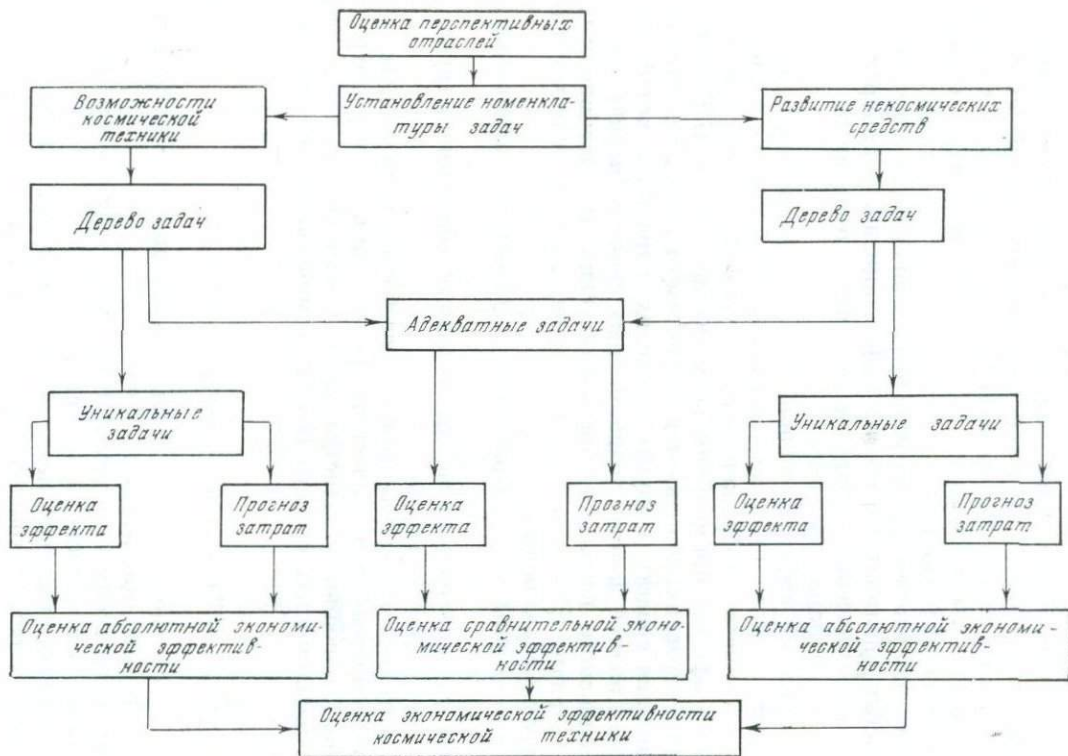 Оценка перспективных
отраслей
Возможности
космической
техники
Установление номенкла-
туры задач
Развитие некосмических
средств
Дерево задач
Дерево задач
Адекватные задачи
Уникальные
задачи
Уникальные задачи
Оценка
эффекта
Прогноз
затрат
Оценка
эффекта
Прогноз
затрат
Оценка
эффекта
Прогноз
затрат
Оценка абсолютной экономи-
ческой эффектив-
ности
Оценка сравнительной эконо-
мической эффектив-
ности
Оценка абсолютной экономи-
ческой эффектив-
ности
Оценка экономической эффективности
космической техники